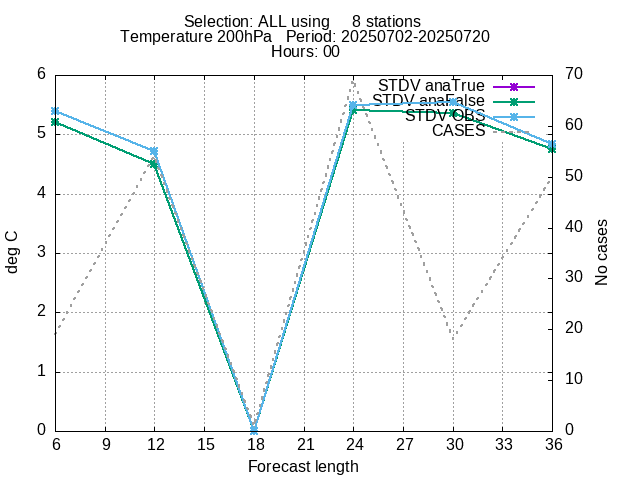 Selection: ALL using     8 stations
Temperature 200hPa   Period: 20250702-20250720
Hours: 00
6 70
STDV anaTrue
STDV anaFalse
STDV OBS
CASES
5 60
50
4
40
deg C 3 No cases
30
2
20
1
10
0 0
6 9 12 15 18 21 24 27 30 33 36
Forecast length